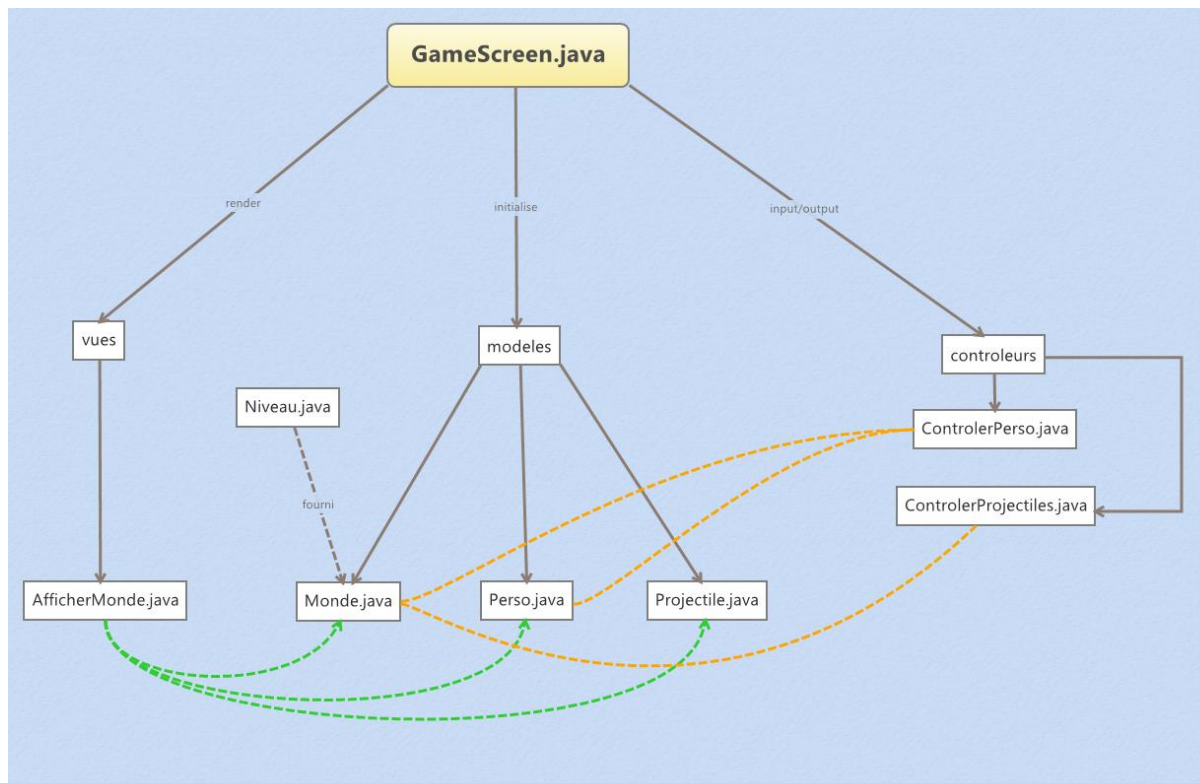 GameScreen.java
render
initialise
input/output
vues
modeles
controleurs
Niveau.java
ControlerPerso.java
ControlerProjectiles.java
fourni
AfficherMonde.java
Monde.java
Perso.java
Projectile.java